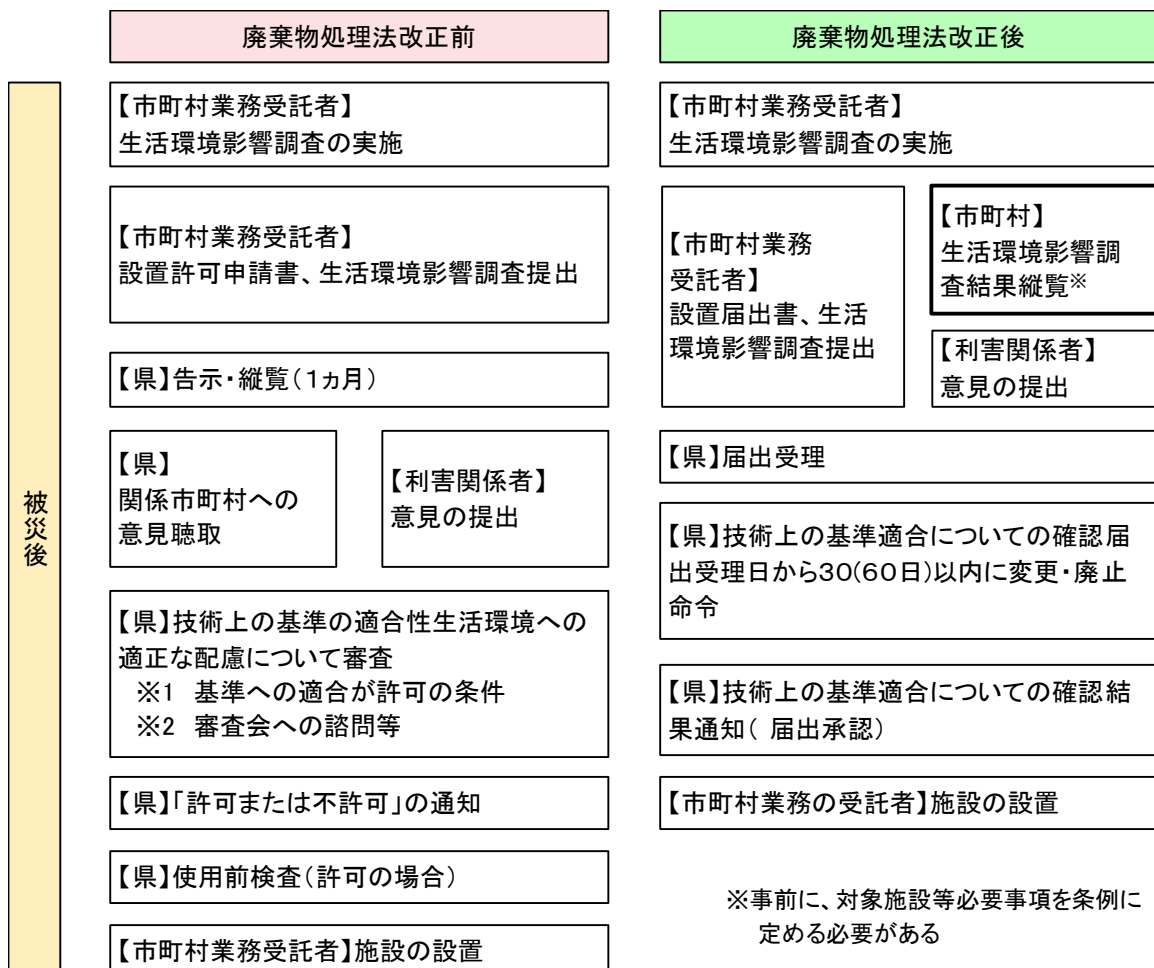 廃棄物処理法改正前
廃棄物処理法改正後
被災後
【市町村業務受託者】
生活環境影響調査の実施
【市町村業務受託者】
設置許可申請書、生活環境影響調査提出
【県】告示・縦覧(1ヵ月)
【県】
関係市町村への
意見聴取
【利害関係者】
意見の提出
【県】技術上の基準の適合性生活環境への
適正な配慮について審査
※1 基準への適合が許可の条件
※2 審査会への諮問等
【県】「許可または不許可」の通知
【県】使用前検査(許可の場合)
【市町村業務受託者】施設の設置
【市町村業務受託者】
生活環境影響調査の実施
【市町村業務
受託者】
設置届出書、生活
環境影響調査提出
【市町村】
生活環境影響調
査結果縦覧※
【利害関係者】
意見の提出
【県】届出受理
【県】技術上の基準適合についての確認届
出受理日から30(60日)以内に変更・廃止
命令
【県】技術上の基準適合についての確認結
果通知( 届出承認)
【市町村業務の受託者】施設の設置
※事前に、対象施設等必要事項を条例に
定める必要がある